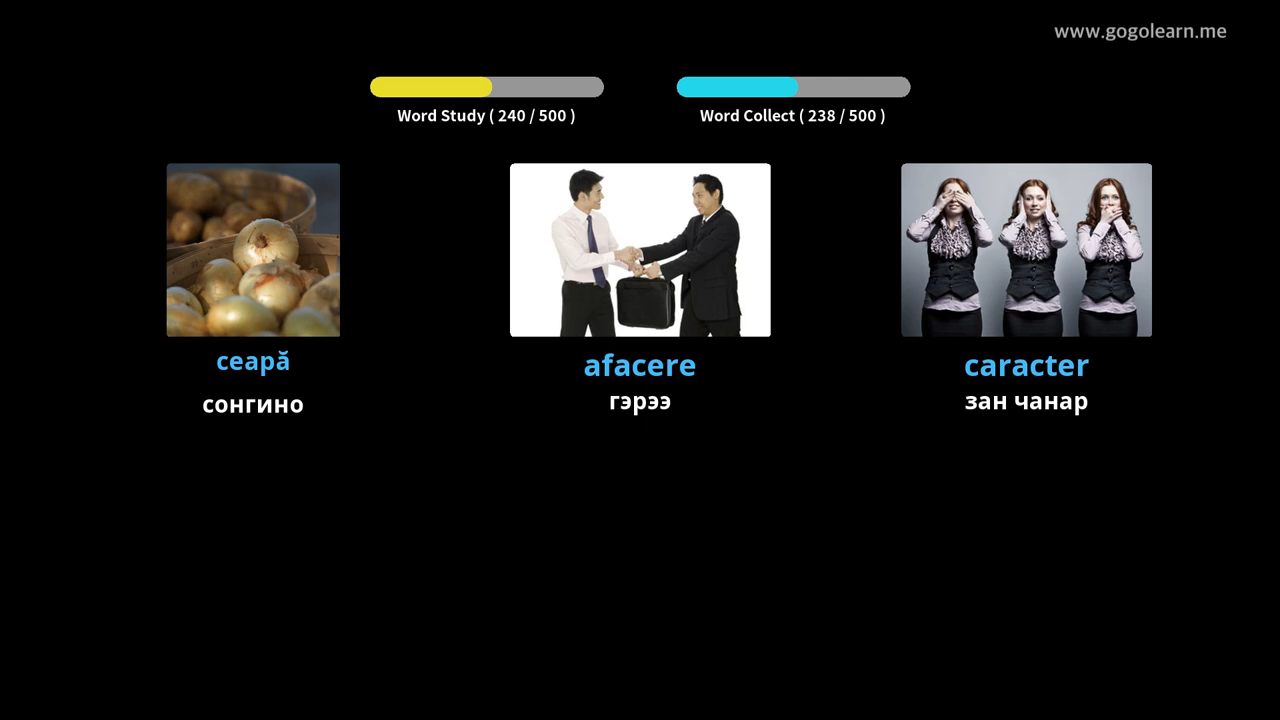 www.gogolearn.me
Word Study ( 240 / 500 )
Word Collect ( 238 / 500 )
ceapă
afacere
caracter
сонгино
гэрээ
зан чанар